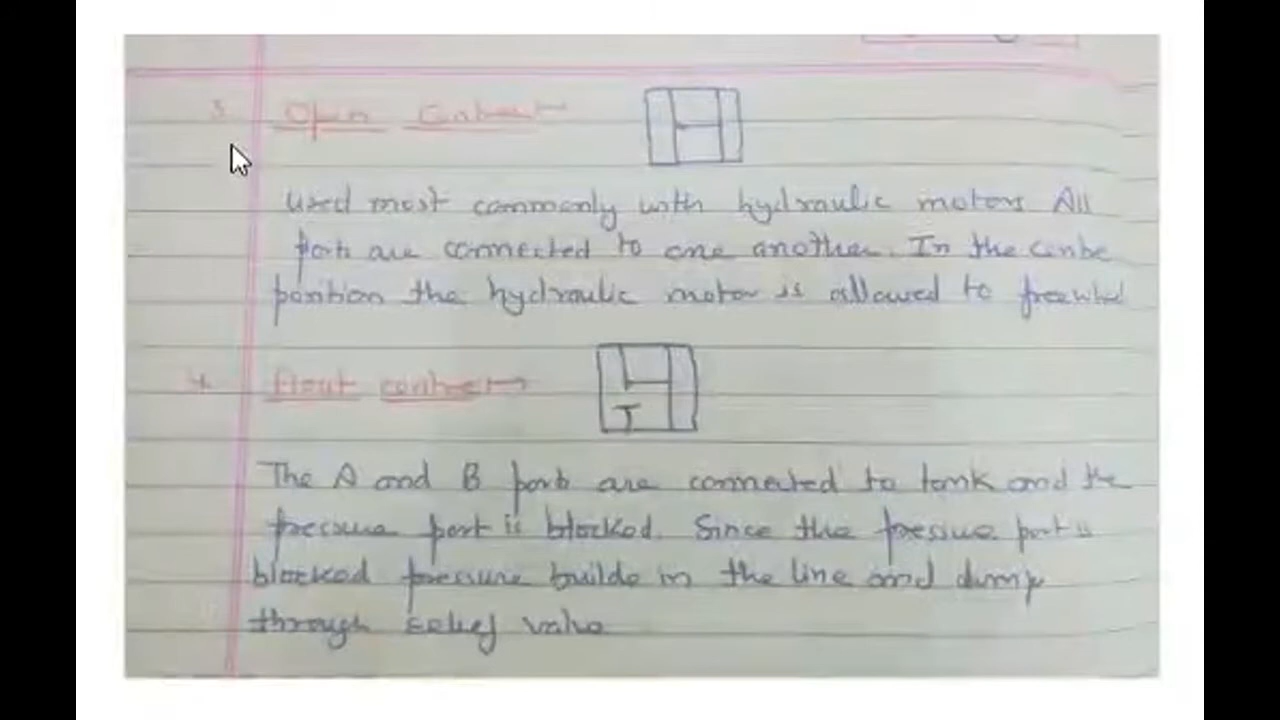 3. Open Center →
Used most commonly with hydraulic motors All
ports are connected to one another. In the centre
position the hydraulic motor is allowed to freewheel
4. Float center →
T
The A and B ports are connected to tank and the
pressure port is blocked. Since the pressure port is
blocked pressure builds in the line and dump
through relief valve